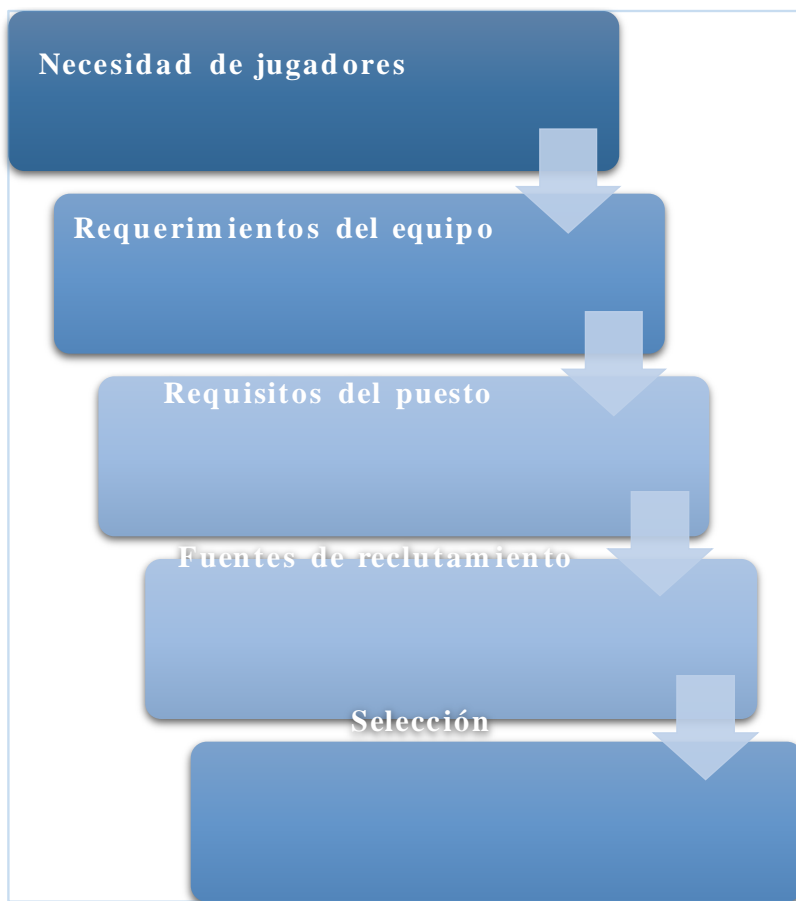 Necesidad de jugadores
Requerimientos del equipo
Requisitos del puesto
Fuentes de reclutamiento
Selección